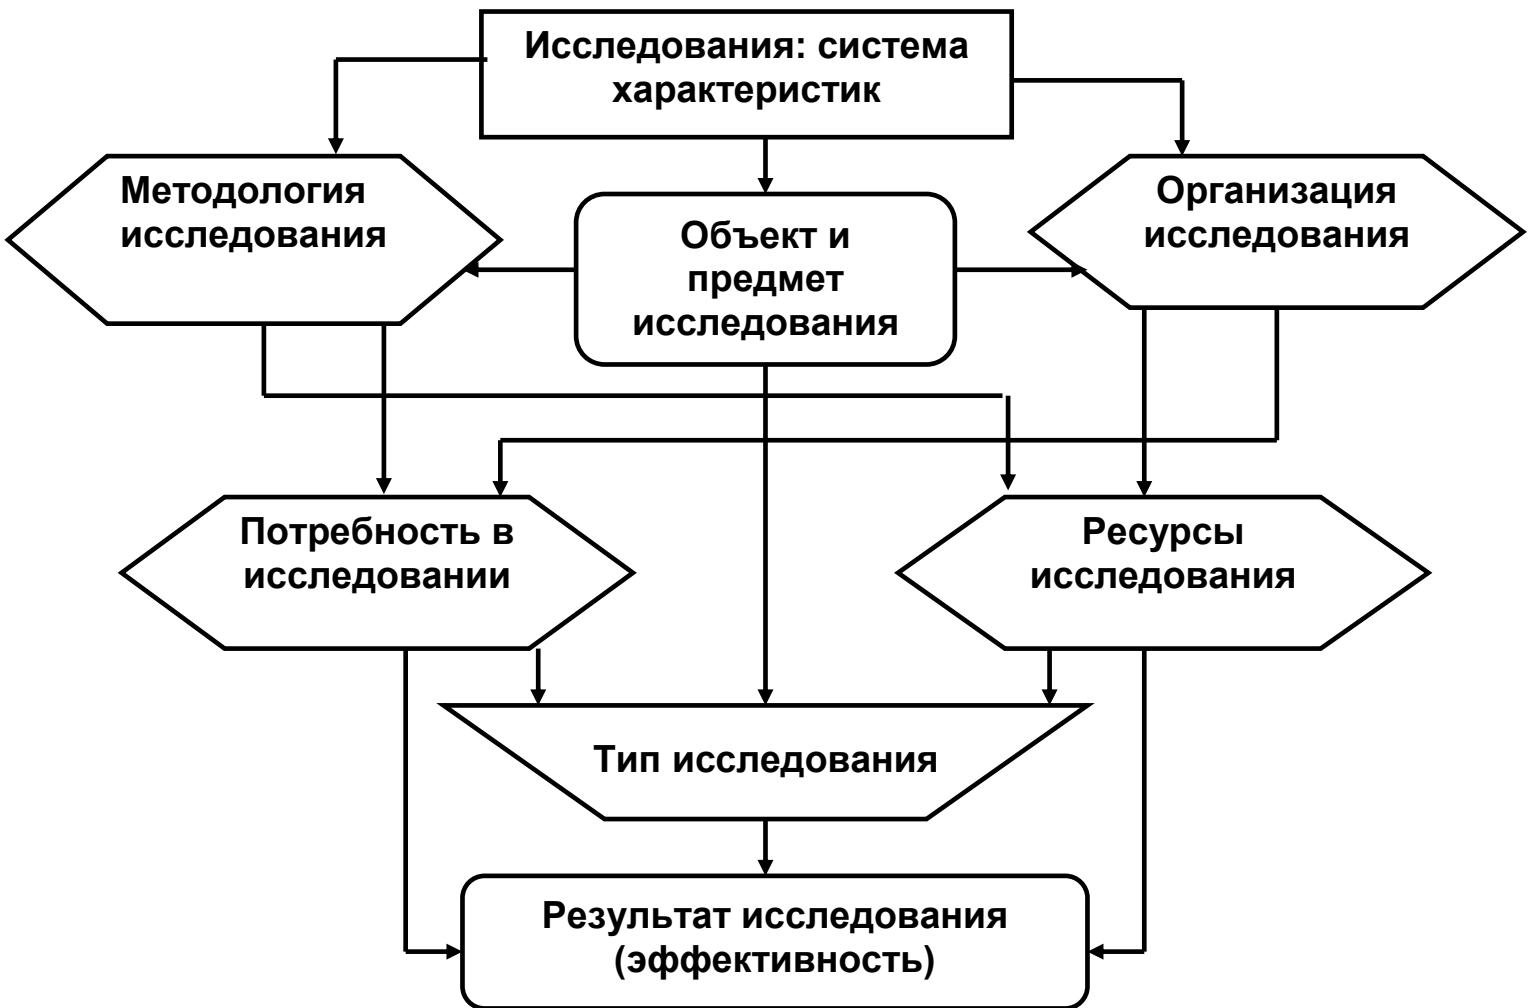 Исследования: система
характеристик
Методология
исследования
Объект и
предмет
исследования
Организация
исследования
Потребность в
исследовании
Ресурсы
исследования
Тип исследования
Результат исследования
(эффективность)